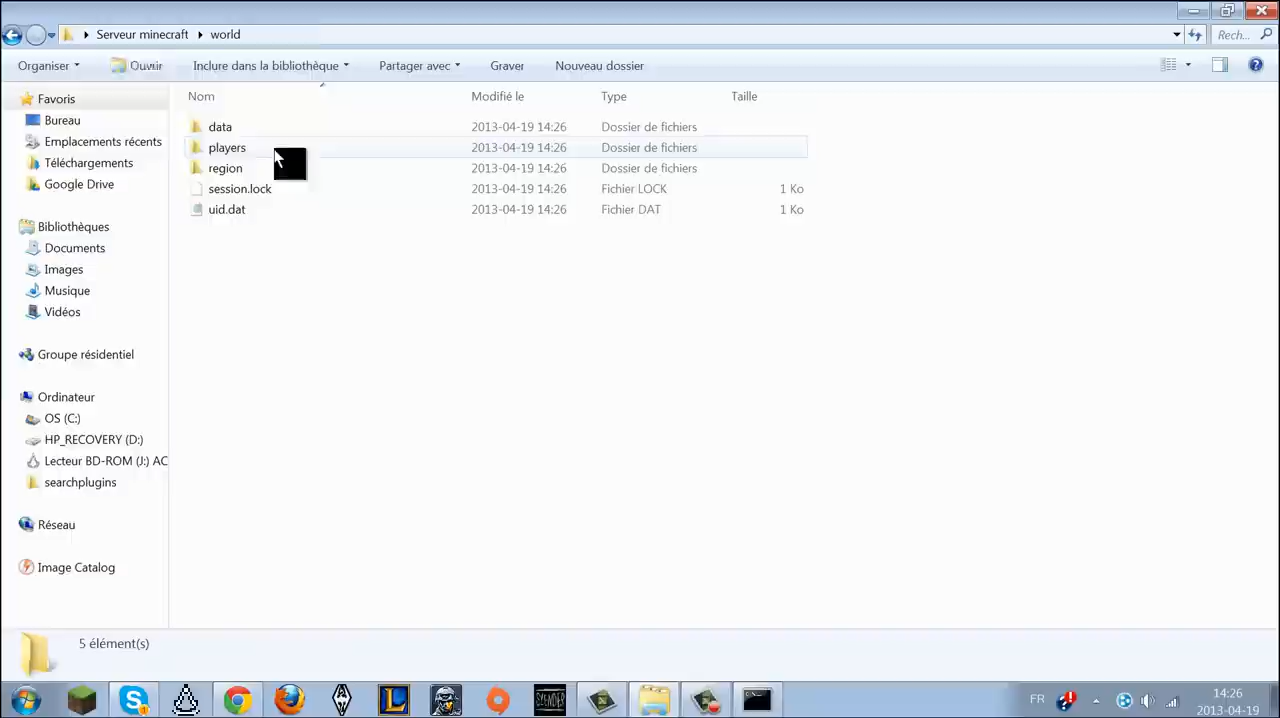 Serveur minecraft world
Rech...
Organiser Ouvrir Inclure dans la bibliothèque Partager avec Graver Nouveau dossier
Nom Modifié le Type Taille
Favoris
Bureau
Emplacements récents
Téléchargements
Google Drive
Bibliothèques
Documents
Images
Musique
Vidéos
Groupe résidentiel
Ordinateur
OS (C:)
HP_RECOVERY (D:)
Lecteur BD-ROM (J:) AC
searchplugins
Réseau
Image Catalog
data 2013-04-19 14:26 Dossier de fichiers
players 2013-04-19 14:26 Dossier de fichiers
region 2013-04-19 14:26 Dossier de fichiers
session.lock 2013-04-19 14:26 Fichier LOCK 1 Ko
uid.dat 2013-04-19 14:26 Fichier DAT 1 Ko
5 élément(s)
SLENDER
FR
14:26
2013-04-19